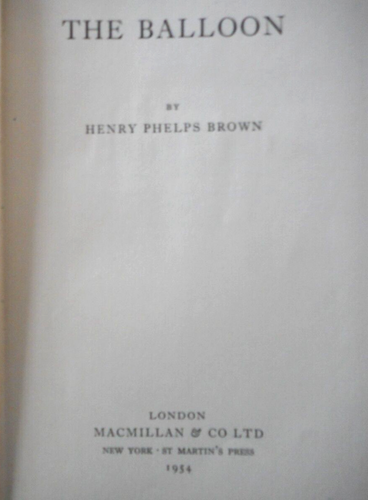 THE BALLOON
BY
HENRY PHELPS BROWN
LONDON
MACMILLAN & CO LTD
NEW YORK · ST MARTIN'S PRESS
1954